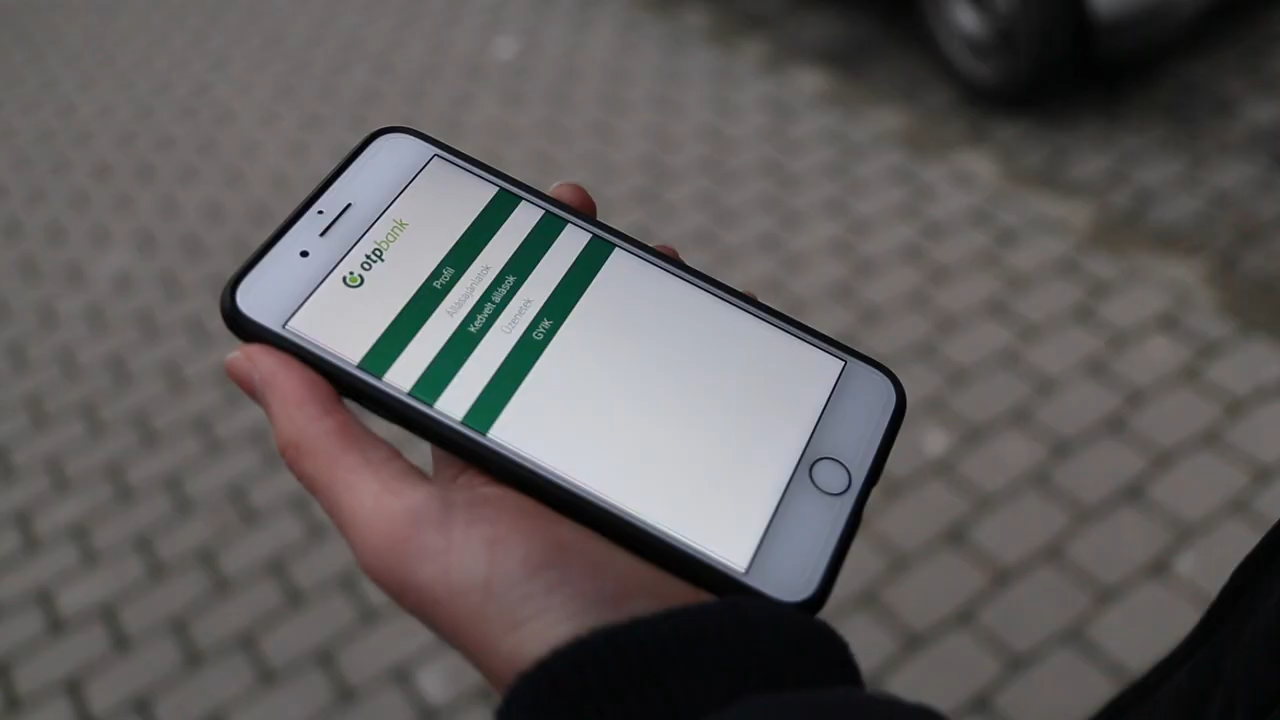 otpbank
Profil
Állásajánlatok
Kedvelt állások
Üzenetek
GYIK